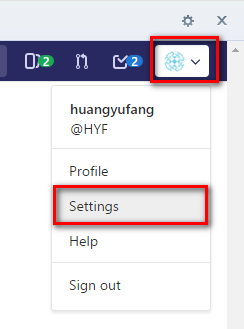 2 2
huangyufang
@HYF
Profile
Settings
Help
Sign out